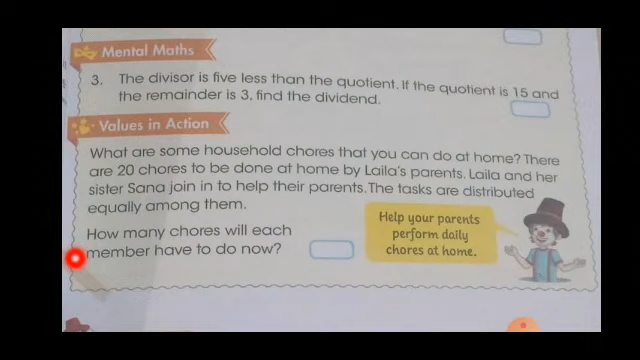 Mental Maths
3. The divisor is five less than the quotient. If the quotient is 15 and
the remainder is 3, find the dividend.
Values in Action
What are some household chores that you can do at home? There
are 20 chores to be done at home by Laila's parents. Laila and her
sister Sana join in to help their parents. The tasks are distributed
equally among them.
How many chores will each
member have to do now?
Help your parents
perform daily
chores at home.